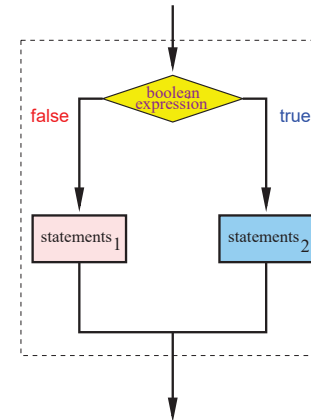 boolean
expression
false
true
statements1
statements2